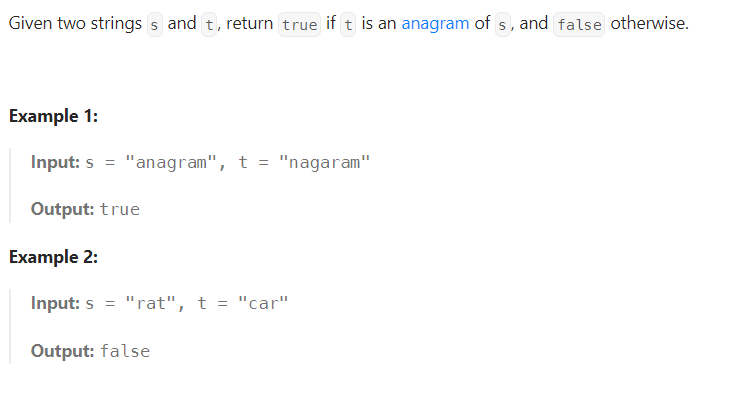 Given two strings s and t, return true if t is an anagram of s, and false otherwise.
Example 1:
Input: s = "anagram", t = "nagaram"
Output: true
Example 2:
Input: s = "rat", t = "car"
Output: false